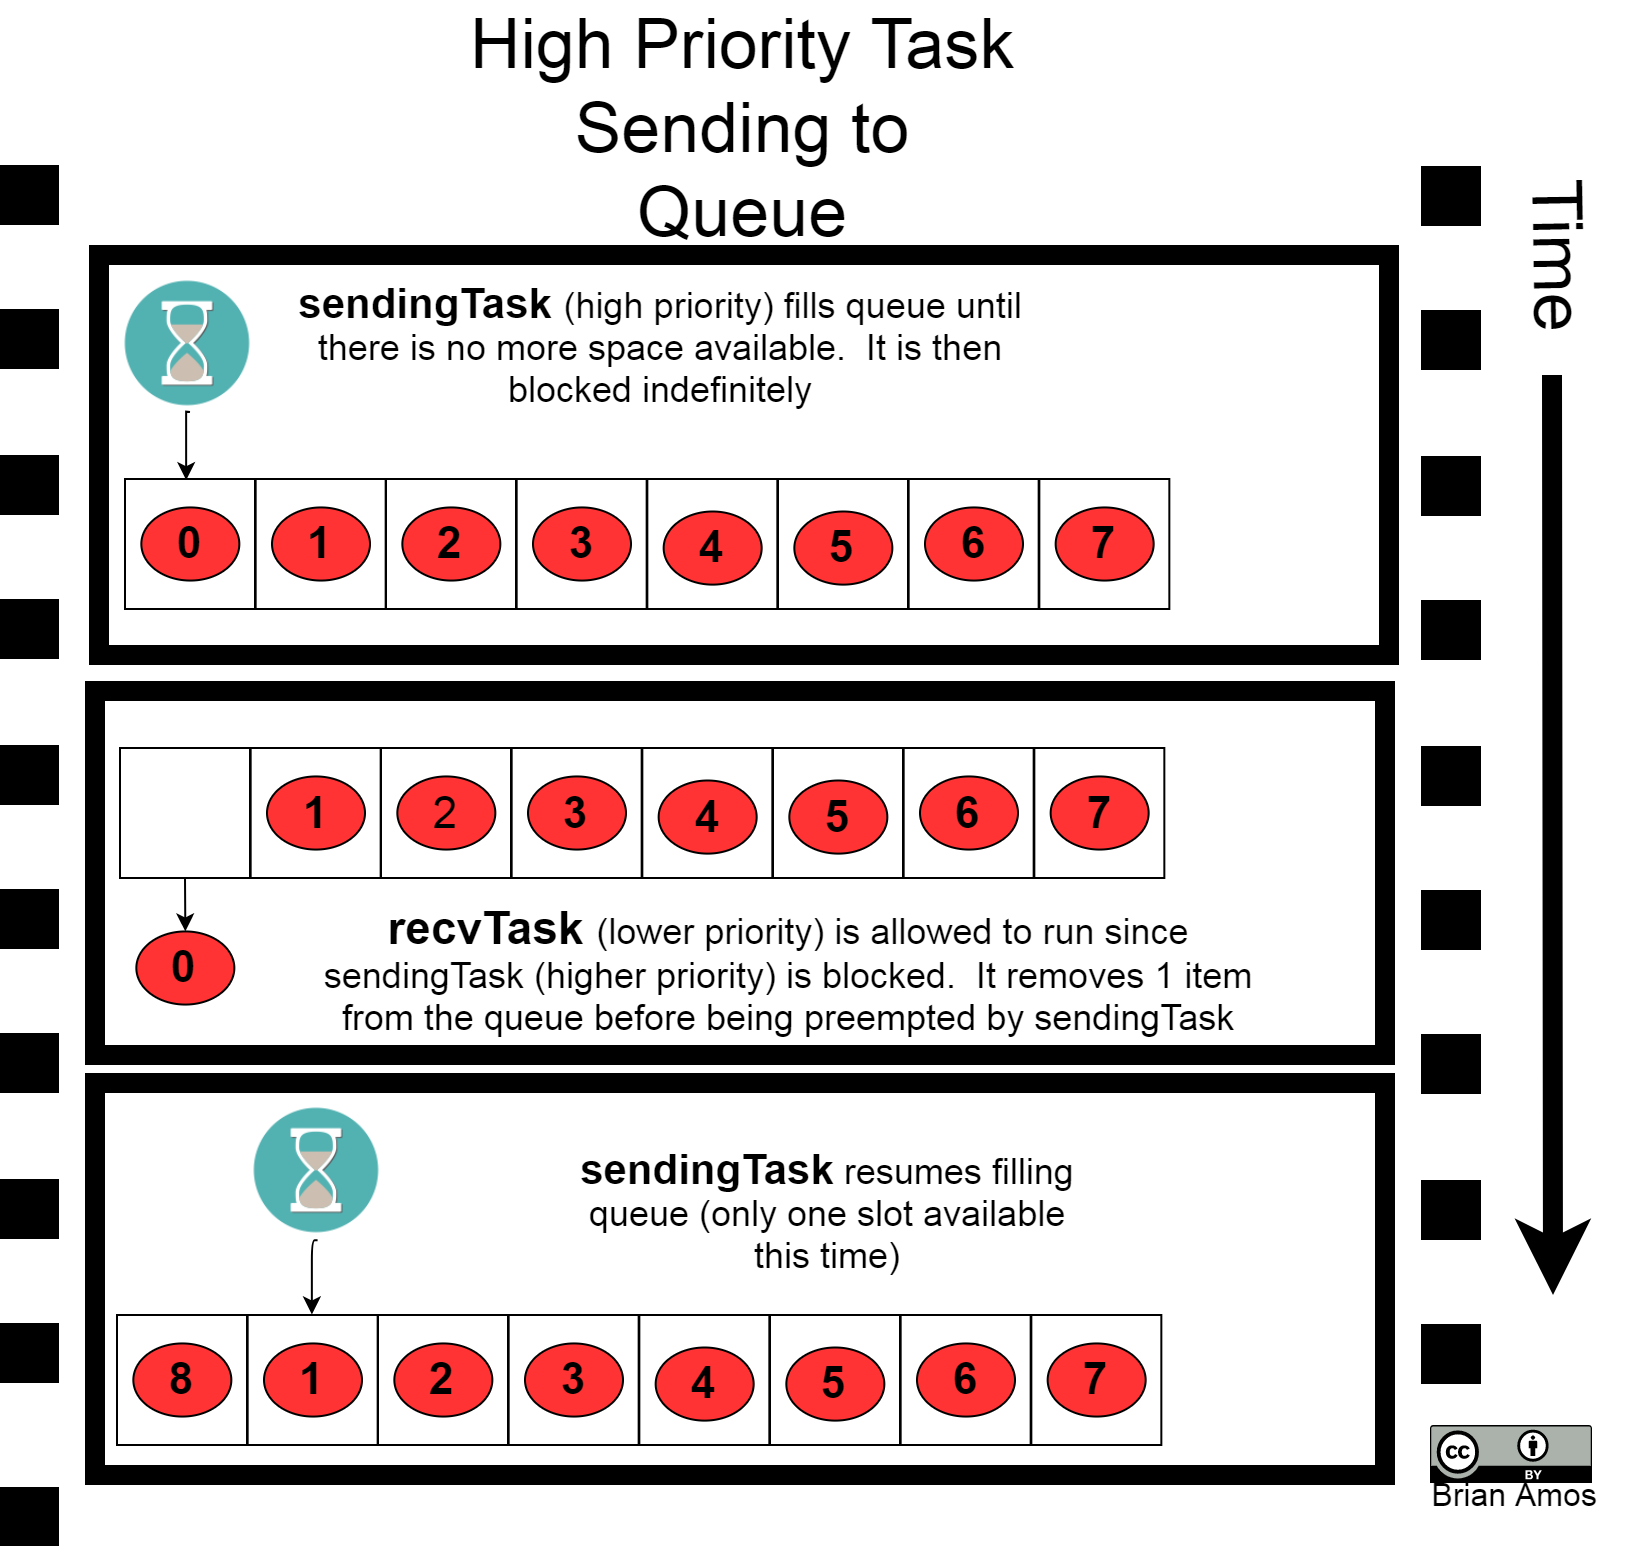 High Priority Task
Sending to
Queue
Time
sendingTask (high priority) fills queue until
there is no more space available.  It is then
blocked indefinitely
0 1 2 3 4 5 6 7
1 2 3 4 5 6 7
0
recvTask (lower priority) is allowed to run since
sendingTask (higher priority) is blocked.  It removes 1 item
from the queue before being preempted by sendingTask
sendingTask resumes filling
queue (only one slot available
this time)
8 1 2 3 4 5 6 7
cc
BY
Brian Amos